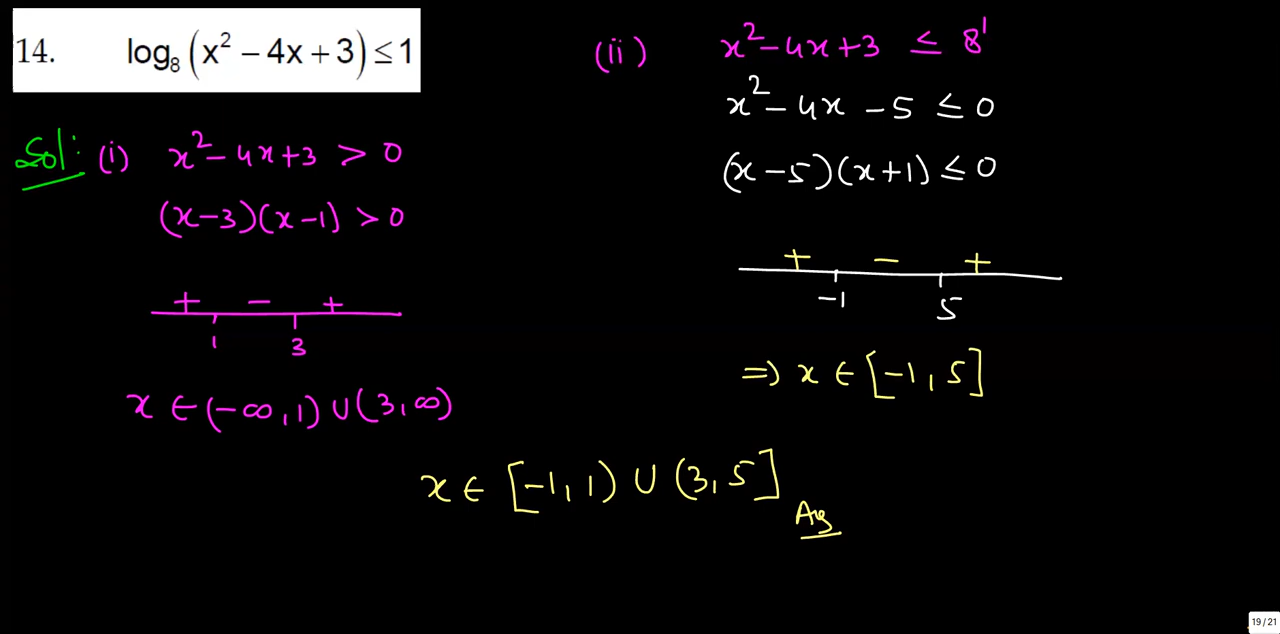 14. log₈ (x² − 4x + 3) ≤ 1
Sol: (i) x² − 4x + 3 > 0
(x − 3)(x − 1) > 0
+ − +
1 3
x ∈ (−∞, 1) ∪ (3, ∞)
(ii) x² − 4x + 3 ≤ 8¹
x² − 4x − 5 ≤ 0
(x − 5)(x + 1) ≤ 0
+ − +
−1 5
⇒ x ∈ [−1, 5]
x ∈ [−1, 1) ∪ (3, 5]
Ans
19 / 21